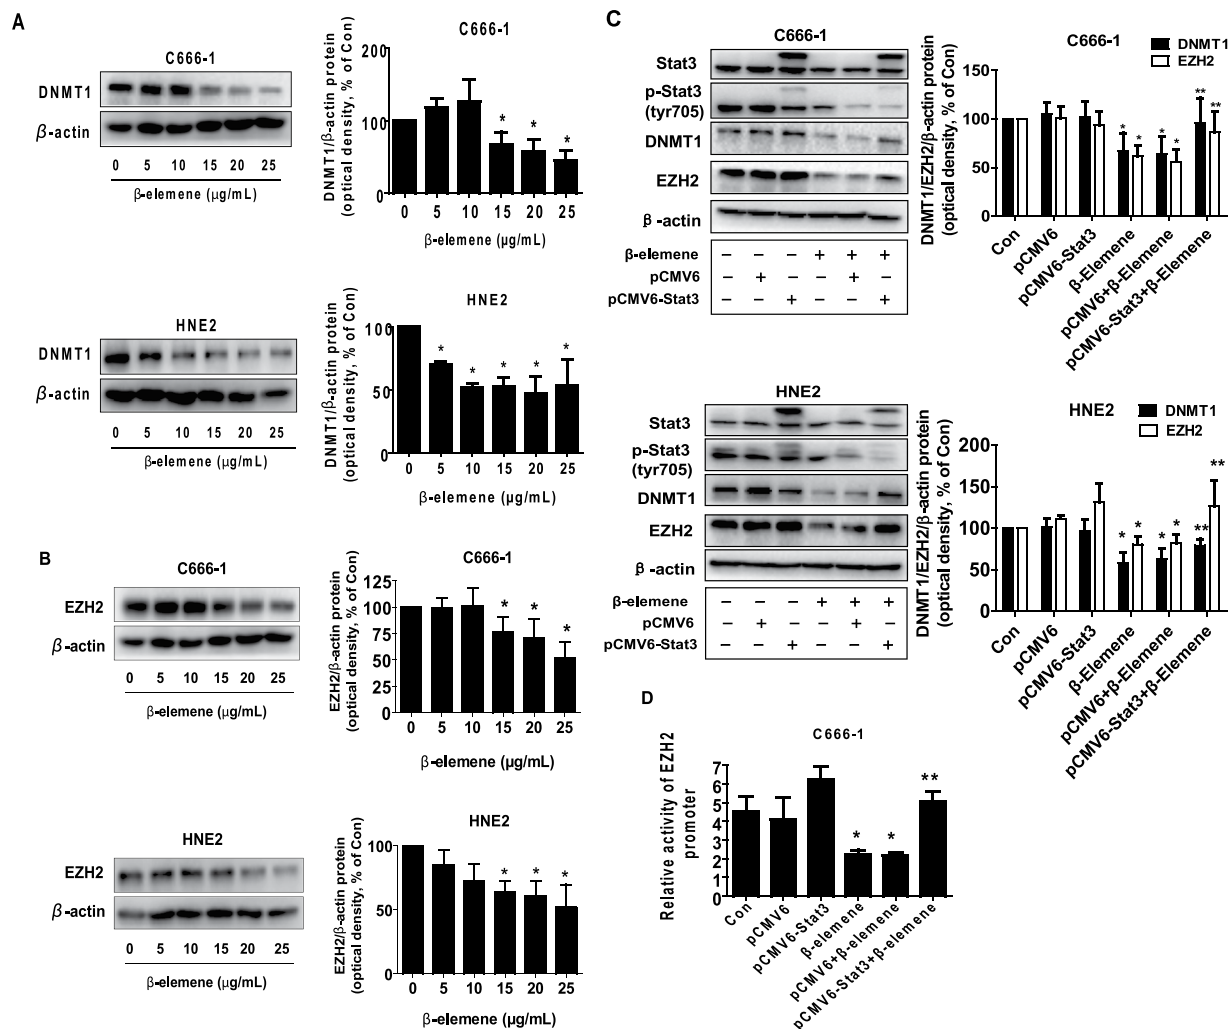 A
C666-1
DNMT1
β-actin
0 5 10 15 20 25
β-elemene (µg/mL)
C666-1
DNMT1/β-actin protein
(optical density, % of Con)
200
100
0
0 5 10 15 20 25
* * *
β-elemene (µg/mL)
HNE2
DNMT1
β-actin
0 5 10 15 20 25
β-elemene (µg/mL)
HNE2
DNMT1/β-actin protein
(optical density, % of Con)
100
50
0
* * * * *
0 5 10 15 20 25
β-elemene (µg/mL)
B
C666-1
EZH2
β-actin
0 5 10 15 20 25
β-elemene (µg/mL)
C666-1
EZH2/β-actin protein
(optical density, % of Con)
125
100
75
50
25
0
* * *
0 5 10 15 20 25
β-elemene (µg/mL)
HNE2
EZH2
β-actin
0 5 10 15 20 25
β-elemene (µg/mL)
HNE2
EZH2/β-actin protein
(optical density, % of Con)
100
50
0
* * *
0 5 10 15 20 25
β-elemene (µg/mL)
C
C666-1
Stat3
p-Stat3
(tyr705)
DNMT1
EZH2
β-actin
β-elemene − − − + + +
pCMV6 − + − − + −
pCMV6-Stat3 − − + − − +
C666-1
DNMT1
EZH2
DNMT1/EZH2/β-actin protein
(optical density, % of Con)
150
100
50
0
* * * * ** **
Con
pCMV6
pCMV6-Stat3
β-Elemene
pCMV6+β-Elemene
pCMV6-Stat3+β-Elemene
HNE2
Stat3
p-Stat3
(tyr705)
DNMT1
EZH2
β-actin
β-elemene − − − + + +
pCMV6 − + − − + −
pCMV6-Stat3 − − + − − +
HNE2
DNMT1
EZH2
DNMT1/EZH2/β-actin protein
(optical density, % of Con)
200
150
100
50
0
* * * * ** **
Con
pCMV6
pCMV6-Stat3
β-Elemene
pCMV6+β-Elemene
pCMV6-Stat3+β-Elemene
D
C666-1
Relative activity of EZH2
promoter
7
6
5
4
3
2
1
0
* * **
Con
pCMV6
pCMV6-Stat3
β-elemene
pCMV6+β-elemene
pCMV6-Stat3+β-elemene